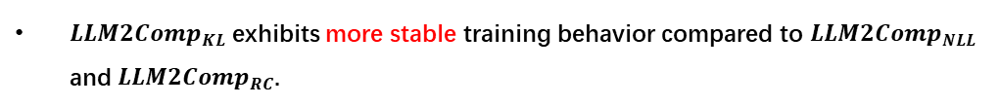 • LLM2Comp_KL exhibits more stable training behavior compared to LLM2Comp_NLL
and LLM2Comp_RC.